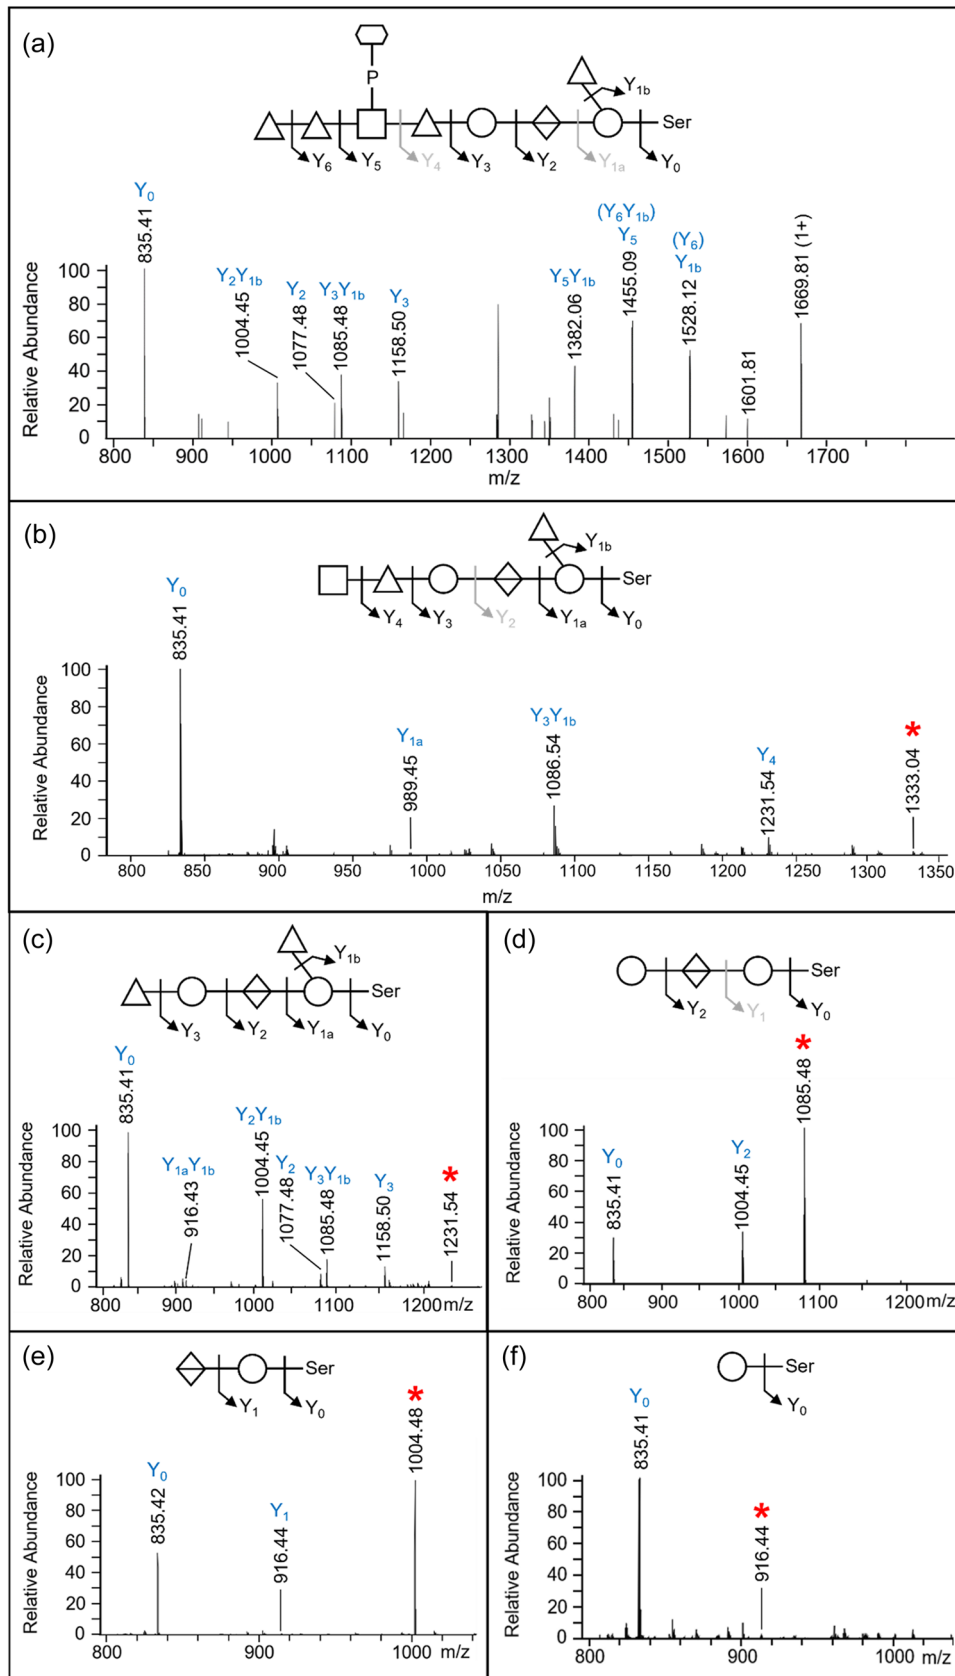 (a)
P
Y1b
Ser
Y6 Y5 Y4 Y3 Y2 Y1a Y0
Y0
835.41
Y2Y1b
1004.45
Y2
1077.48
Y3Y1b
1085.48
Y3
1158.50
Y5Y1b
1382.06
(Y6Y1b)
Y5
1455.09
(Y6)
Y1b
1528.12
1601.81
1669.81 (1+)
Relative Abundance
100
80
60
40
20
0
800 900 1000 1100 1200 1300 1400 1500 1600 1700
m/z
(b)
Y1b
Ser
Y4 Y3 Y2 Y1a Y0
Y0
835.41
Y1a
989.45
Y3Y1b
1086.54
Y4
1231.54
*
1333.04
Relative Abundance
100
80
60
40
20
0
800 850 900 950 1000 1050 1100 1150 1200 1250 1300 1350
m/z
(c)
Y1b
Ser
Y3 Y2 Y1a Y0
Y0
835.41
Y1aY1b
916.43
Y2Y1b
1004.45
Y2
1077.48
Y3Y1b
1085.48
Y3
1158.50
*
1231.54
Relative Abundance
100
80
60
40
20
0
800 900 1000 1100 1200 m/z
(d)
Ser
Y2 Y1 Y0
Y0
835.41
Y2
1004.45
*
1085.48
Relative Abundance
100
80
60
40
20
0
800 900 1000 1100 1200 m/z
(e)
Ser
Y1 Y0
Y0
835.42
Y1
916.44
*
1004.48
Relative Abundance
100
80
60
40
20
0
800 900 1000 m/z
(f)
Ser
Y0
Y0
835.41
*
916.44
Relative Abundance
100
80
60
40
20
0
800 900 1000 m/z